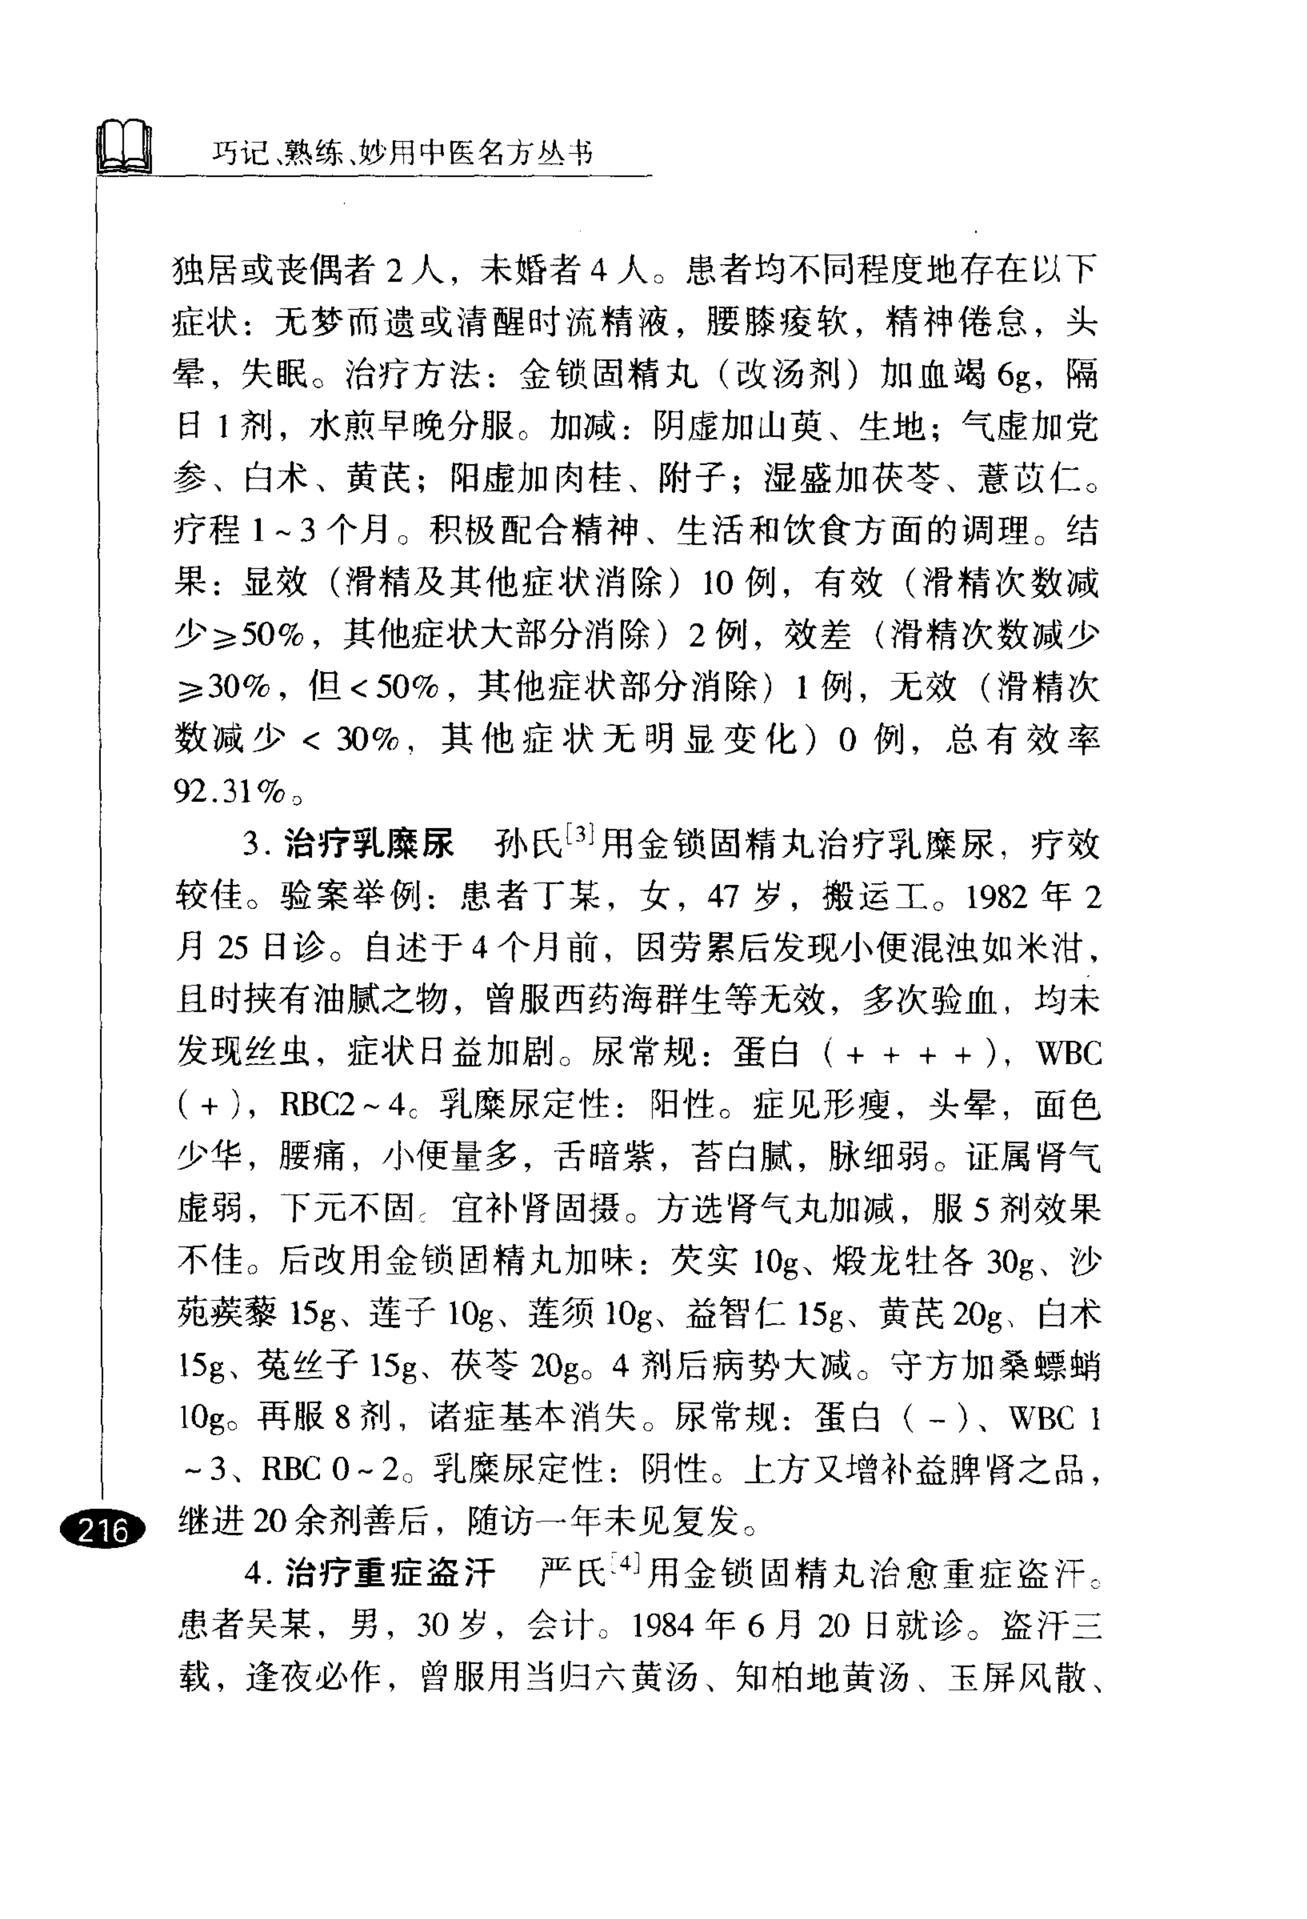 巧记、熟练、妙用中医名方丛书
独居或丧偶者 2 人，未婚者 4 人。患者均不同程度地存在以下
症状：无梦而遗或清醒时流精液，腰膝痠软，精神倦怠，头
晕，失眠。治疗方法：金锁固精丸（改汤剂）加血竭 6g，隔
日 1 剂，水煎早晚分服。加减：阴虚加山萸、生地；气虚加党
参、白术、黄芪；阳虚加肉桂、附子；湿盛加茯苓、薏苡仁。
疗程 1 ~ 3 个月。积极配合精神、生活和饮食方面的调理。结
果：显效（滑精及其他症状消除）10 例，有效（滑精次数减
少≥50%，其他症状大部分消除）2 例，效差（滑精次数减少
≥30%，但 < 50%，其他症状部分消除）1 例，无效（滑精次
数减少 < 30%，其他症状无明显变化）0 例，总有效率
92.31%。
3. 治疗乳糜尿 孙氏[3]用金锁固精丸治疗乳糜尿，疗效
较佳。验案举例：患者丁某，女，47 岁，搬运工。1982 年 2
月 25 日诊。自述于 4 个月前，因劳累后发现小便混浊如米泔，
且时挟有油腻之物，曾服西药海群生等无效，多次验血，均未
发现丝虫，症状日益加剧。尿常规：蛋白（ + + + + ），WBC
（ + ），RBC2 ~ 4。乳糜尿定性：阳性。症见形瘦，头晕，面色
少华，腰痛，小便量多，舌暗紫，苔白腻，脉细弱。证属肾气
虚弱，下元不固。宜补肾固摄。方选肾气丸加减，服 5 剂效果
不佳。后改用金锁固精丸加味：芡实 10g、煅龙牡各 30g、沙
苑蒺藜 15g、莲子 10g、莲须 10g、益智仁 15g、黄芪 20g、白术
15g、菟丝子 15g、茯苓 20g。4 剂后病势大减。守方加桑螵蛸
10g。再服 8 剂，诸症基本消失。尿常规：蛋白（ - ）、WBC 1
~ 3、RBC 0 ~ 2。乳糜尿定性：阴性。上方又增补益脾肾之品，
继进 20 余剂善后，随访一年未见复发。
216
4. 治疗重症盗汗 严氏[4]用金锁固精丸治愈重症盗汗。
患者吴某，男，30 岁，会计。1984 年 6 月 20 日就诊。盗汗三
载，逢夜必作，曾服用当归六黄汤、知柏地黄汤、玉屏风散、